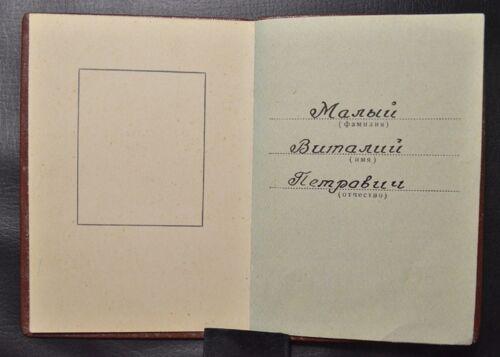 Малый
(фамилия)
Виталий
(имя)
Петрович
(отчество)